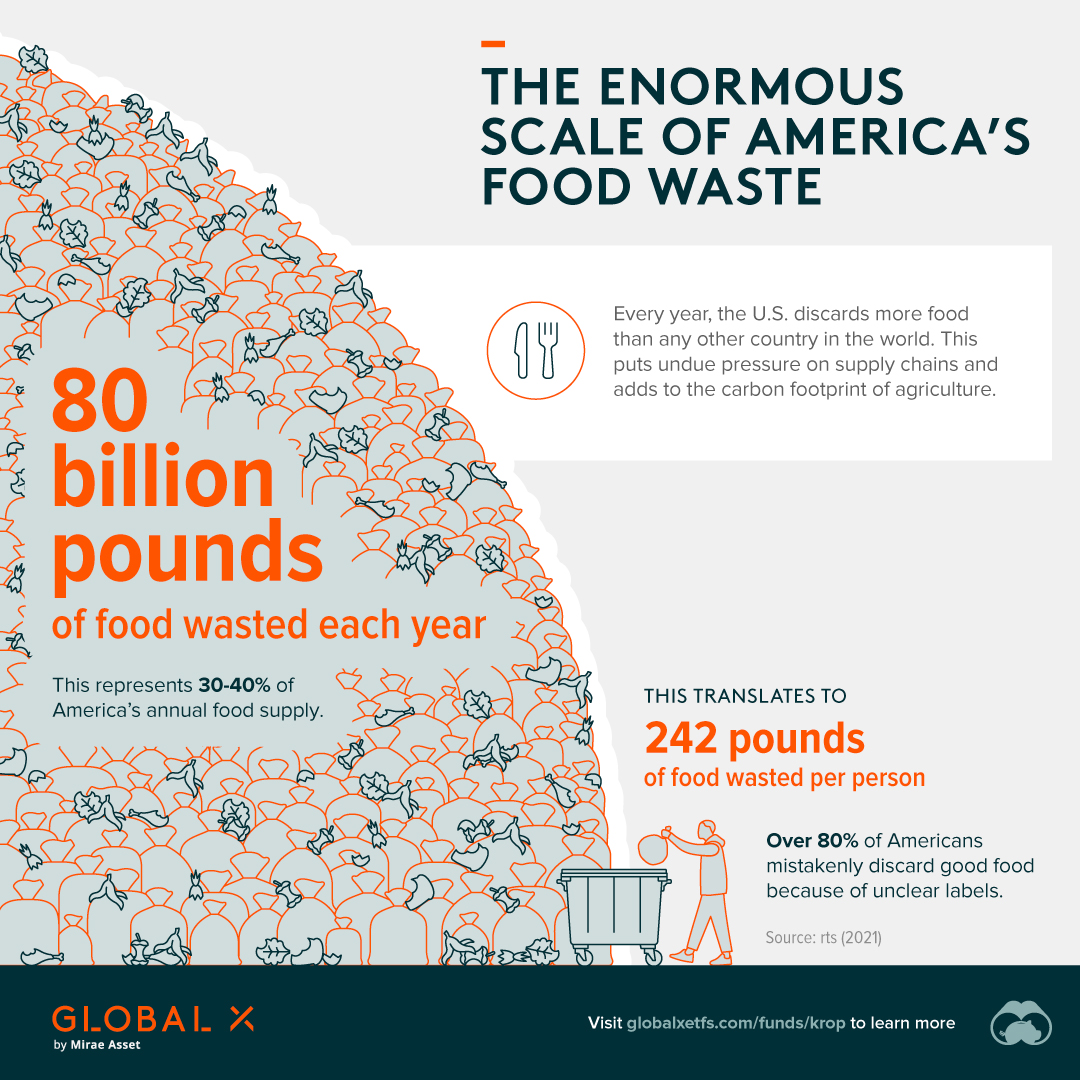 THE ENORMOUS
SCALE OF AMERICA'S
FOOD WASTE
Every year, the U.S. discards more food
than any other country in the world. This
puts undue pressure on supply chains and
adds to the carbon footprint of agriculture.
80
billion
pounds
of food wasted each year
This represents 30-40% of
America's annual food supply.
THIS TRANSLATES TO
242 pounds
of food wasted per person
Over 80% of Americans
mistakenly discard good food
because of unclear labels.
Source: rts (2021)
GLOBAL X
by Mirae Asset
Visit globalxetfs.com/funds/krop to learn more